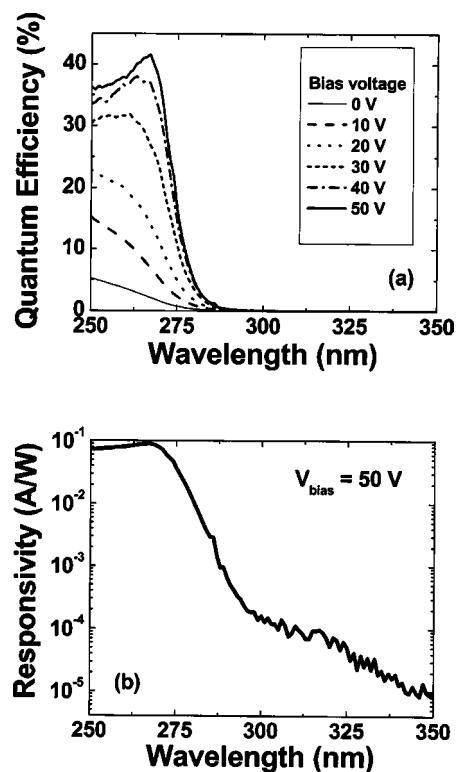 Quantum Efficiency (%)
40
30
20
10
0
Bias voltage
0 V
10 V
20 V
30 V
40 V
50 V
(a)
250 275 300 325 350
Wavelength (nm)
Responsivity (A/W)
10⁻¹
10⁻²
10⁻³
10⁻⁴
10⁻⁵
V_bias = 50 V
(b)
250 275 300 325 350
Wavelength (nm)